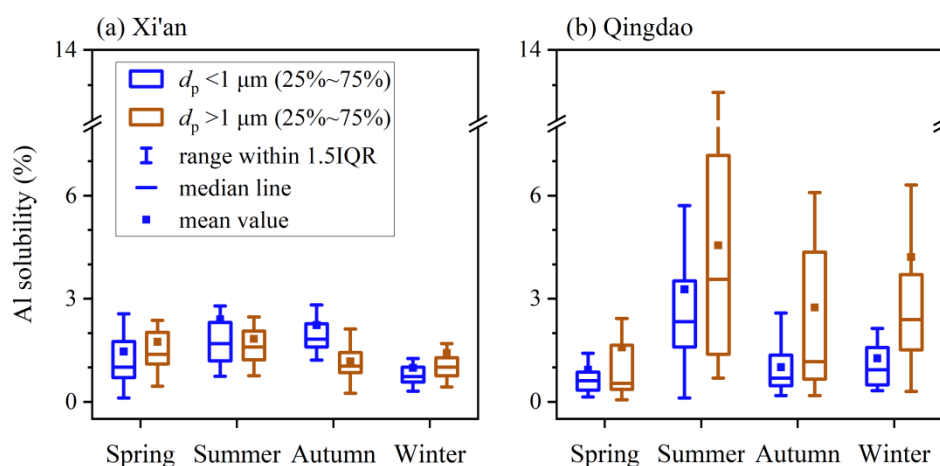 (a) Xi'an
(b) Qingdao
14
14
dp <1 μm (25%~75%)
dp >1 μm (25%~75%)
range within 1.5IQR
median line
mean value
Al solubility (%)
6
6
3
3
0
0
Spring Summer Autumn Winter
Spring Summer Autumn Winter